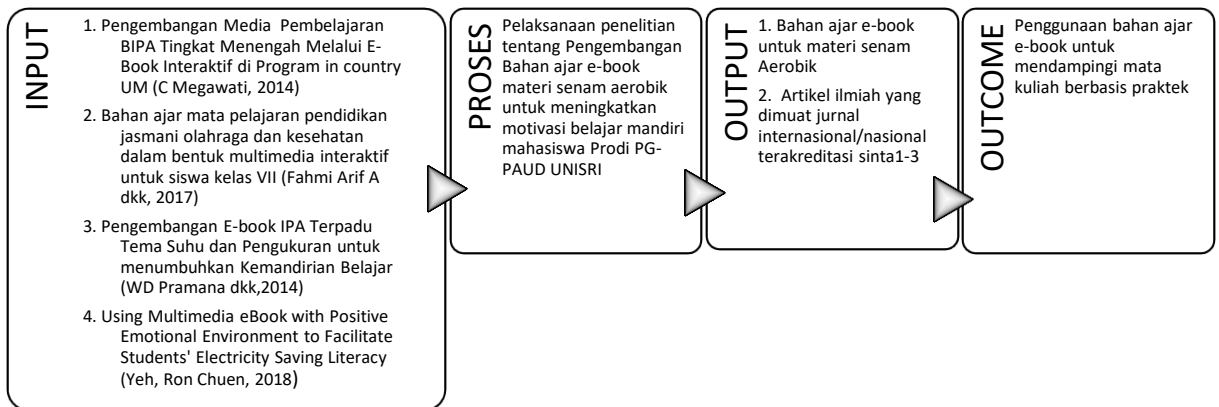 INPUT
1. Pengembangan Media Pembelajaran
BIPA Tingkat Menengah Melalui E-
Book Interaktif di Program in country
UM (C Megawati, 2014)
2. Bahan ajar mata pelajaran pendidikan
jasmani olahraga dan kesehatan
dalam bentuk multimedia interaktif
untuk siswa kelas VII (Fahmi Arif A
dkk, 2017)
3. Pengembangan E-book IPA Terpadu
Tema Suhu dan Pengukuran untuk
menumbuhkan Kemandirian Belajar
(WD Pramana dkk,2014)
4. Using Multimedia eBook with Positive
Emotional Environment to Facilitate
Students' Electricity Saving Literacy
(Yeh, Ron Chuen, 2018)
PROSES
Pelaksanaan penelitian
tentang Pengembangan
Bahan ajar e-book
materi senam aerobik
untuk meningkatkan
motivasi belajar mandiri
mahasiswa Prodi PG-
PAUD UNISRI
OUTPUT
1. Bahan ajar e-book
untuk materi senam
Aerobik
2. Artikel ilmiah yang
dimuat jurnal
internasional/nasional
terakreditasi sinta1-3
OUTCOME
Penggunaan bahan ajar
e-book untuk
mendampingi mata
kuliah berbasis praktek